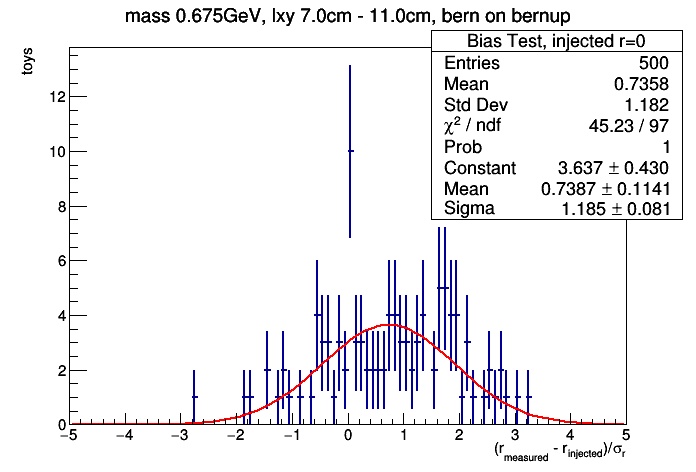 mass 0.675GeV, lxy 7.0cm - 11.0cm, bern on bernup
Bias Test, injected r=0
Entries 500
Mean 0.7358
Std Dev 1.182
χ² / ndf 45.23 / 97
Prob 1
Constant 3.637 ± 0.430
Mean 0.7387 ± 0.1141
Sigma 1.185 ± 0.081
toys
12
10
8
6
4
2
0
−5 −4 −3 −2 −1 0 1 2 3 4 5
(r_measured - r_injected)/σ_r